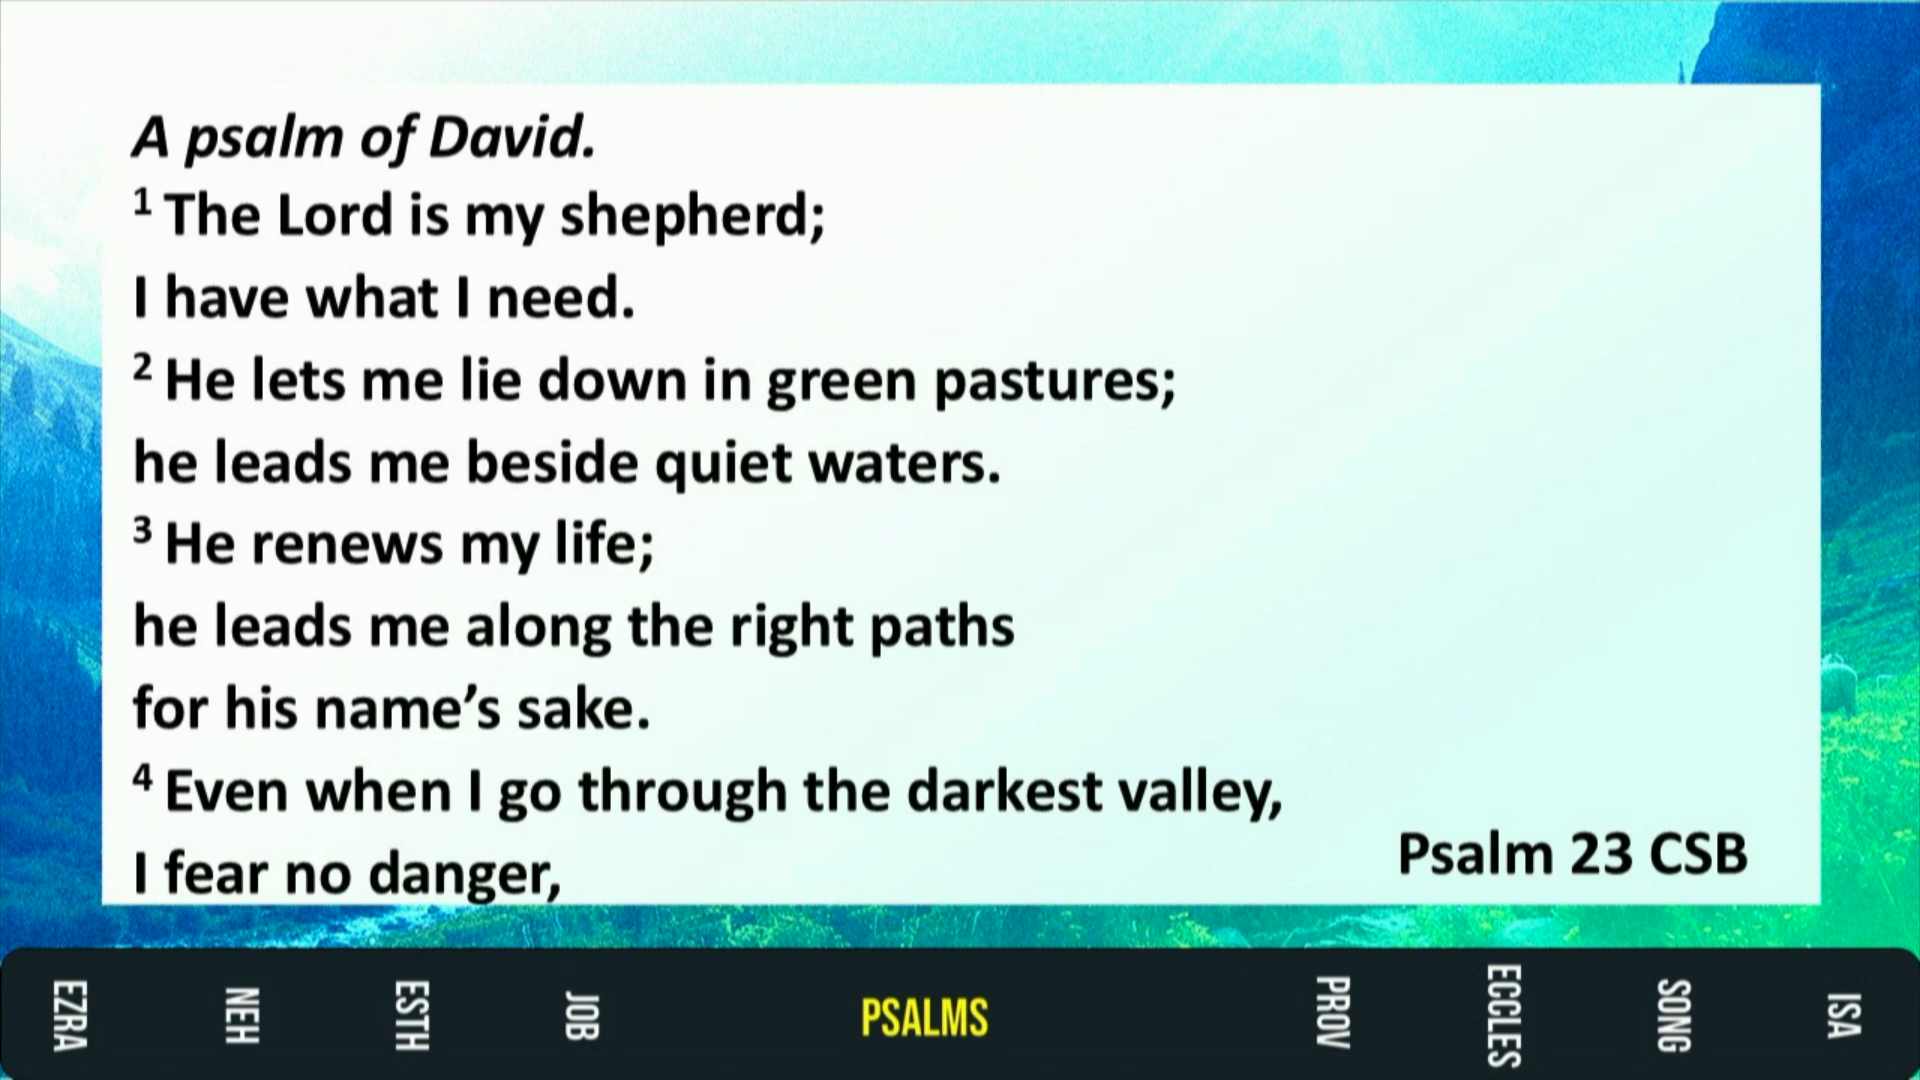 A psalm of David.
1 The Lord is my shepherd;
I have what I need.
2 He lets me lie down in green pastures;
he leads me beside quiet waters.
3 He renews my life;
he leads me along the right paths
for his name’s sake.
4 Even when I go through the darkest valley,
I fear no danger,
Psalm 23 CSB
EZRA
NEH
ESTH
JOB
PSALMS
PROV
ECCLES
SONG
ISA